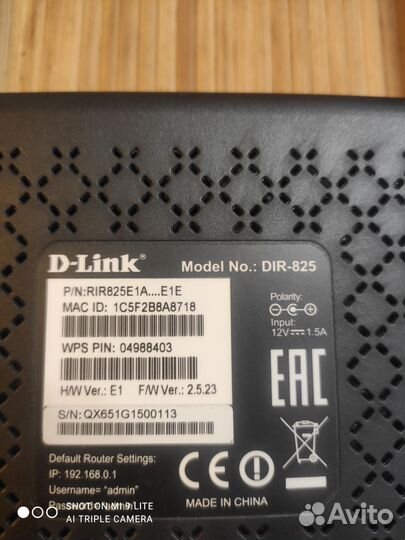 D-Link
Model No.: DIR-825
P/N:RIR825E1A....E1E
MAC ID: 1C5F2B8A8718
WPS PIN: 04988403
H/W Ver.: E1 F/W Ver.: 2.5.23
S/N: QX651G1500113
Polarity:
Input:
12V 1.5A
EAC
Default Router Settings:
IP: 192.168.0.1
Username= "admin"
CE
MADE IN CHINA
SHOT ON MI 9 LITE
AI TRIPLE CAMERA
Avito